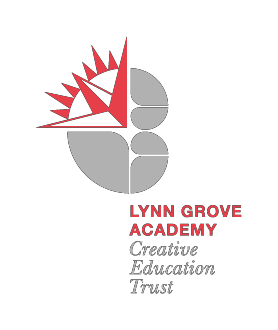 LYNN GROVE
ACADEMY
Creative
Education
Trust